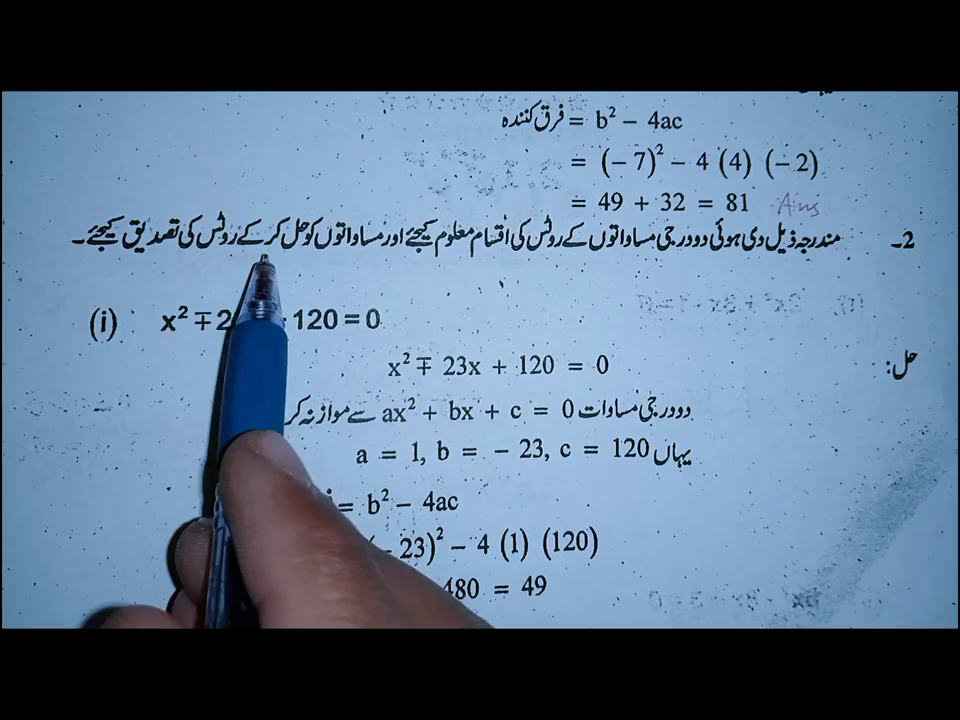 فرق کنندہ = b² − 4ac
= (− 7)² − 4 (4) (− 2)
= 49 + 32 = 81 Ans
2۔ مندرجہ ذیل دی ہوئی دو درجی مساواتوں کے روٹس کی اقسام معلوم کیجئے اور مساواتوں کو حل کر کے روٹس کی تصدیق کیجئے۔
(i) x² ∓ 2 120 = 0
حل: x² ∓ 23x + 120 = 0
دو درجی مساوات ax² + bx + c = 0 سے موازنہ کر
یہاں a = 1, b = − 23, c = 120
= b² − 4ac
23)² − 4 (1) (120)
480 = 49